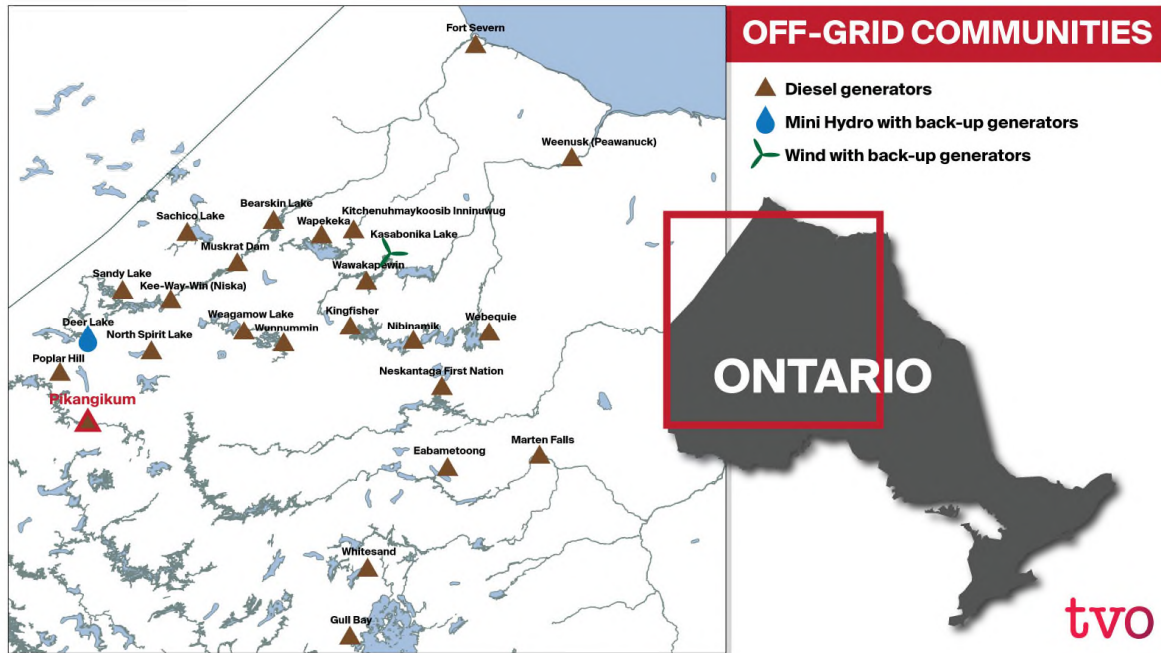 OFF-GRID COMMUNITIES
Diesel generators
Mini Hydro with back-up generators
Wind with back-up generators
Fort Severn
Weenusk (Peawanuck)
Bearskin Lake
Kitchenuhmaykoosib Inninuwug
Sachico Lake
Wapekeka
Kasabonika Lake
Muskrat Dam
Wawakapewin
Sandy Lake
Kee-Way-Win (Niska)
Weagamow Lake
Kingfisher
Webequie
Deer Lake
North Spirit Lake
Wunnummin
Nibinamik
Poplar Hill
Neskantaga First Nation
Pikangikum
Marten Falls
Eabametoong
Whitesand
Gull Bay
ONTARIO
tvo